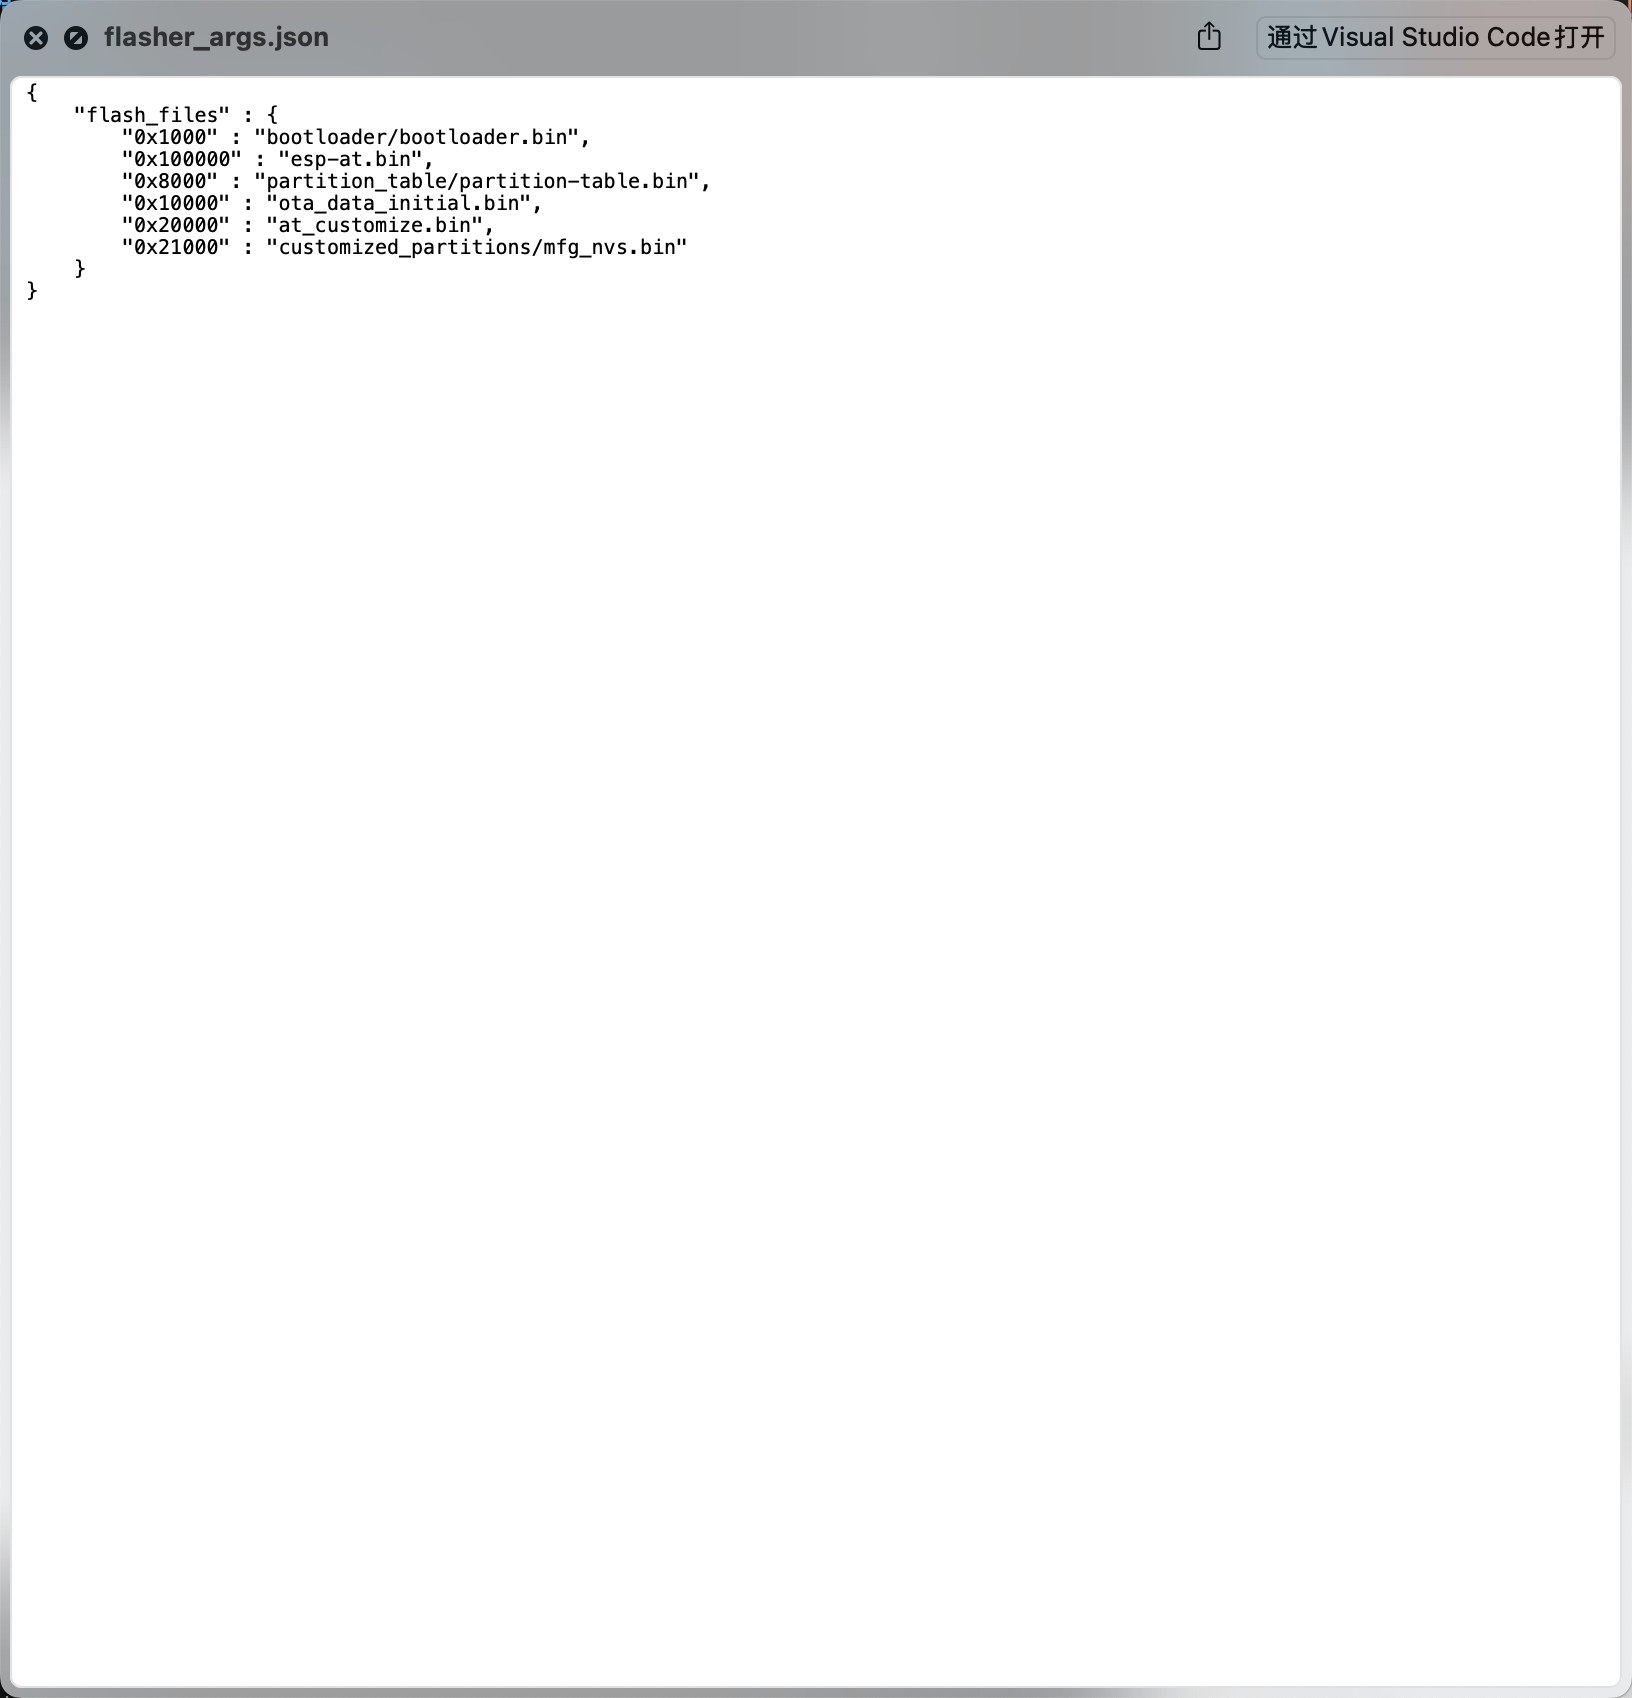 flasher_args.json
通过Visual Studio Code打开
{
    "flash_files" : {
        "0x1000" : "bootloader/bootloader.bin",
        "0x100000" : "esp-at.bin",
        "0x8000" : "partition_table/partition-table.bin",
        "0x10000" : "ota_data_initial.bin",
        "0x20000" : "at_customize.bin",
        "0x21000" : "customized_partitions/mfg_nvs.bin"
    }
}